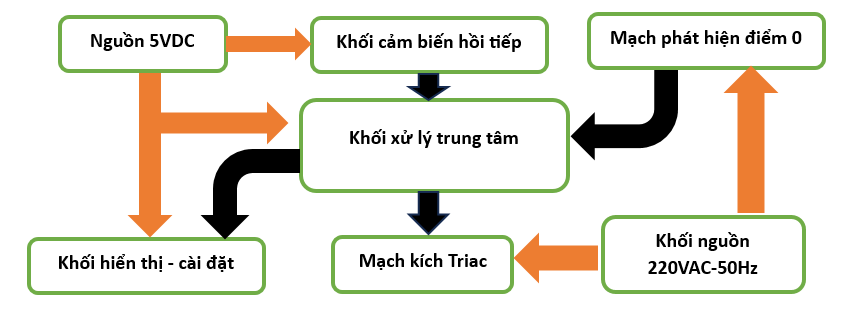 Nguồn 5VDC
Khối cảm biến hồi tiếp
Mạch phát hiện điểm 0
Khối xử lý trung tâm
Khối hiển thị - cài đặt
Mạch kích Triac
Khối nguồn
220VAC-50Hz